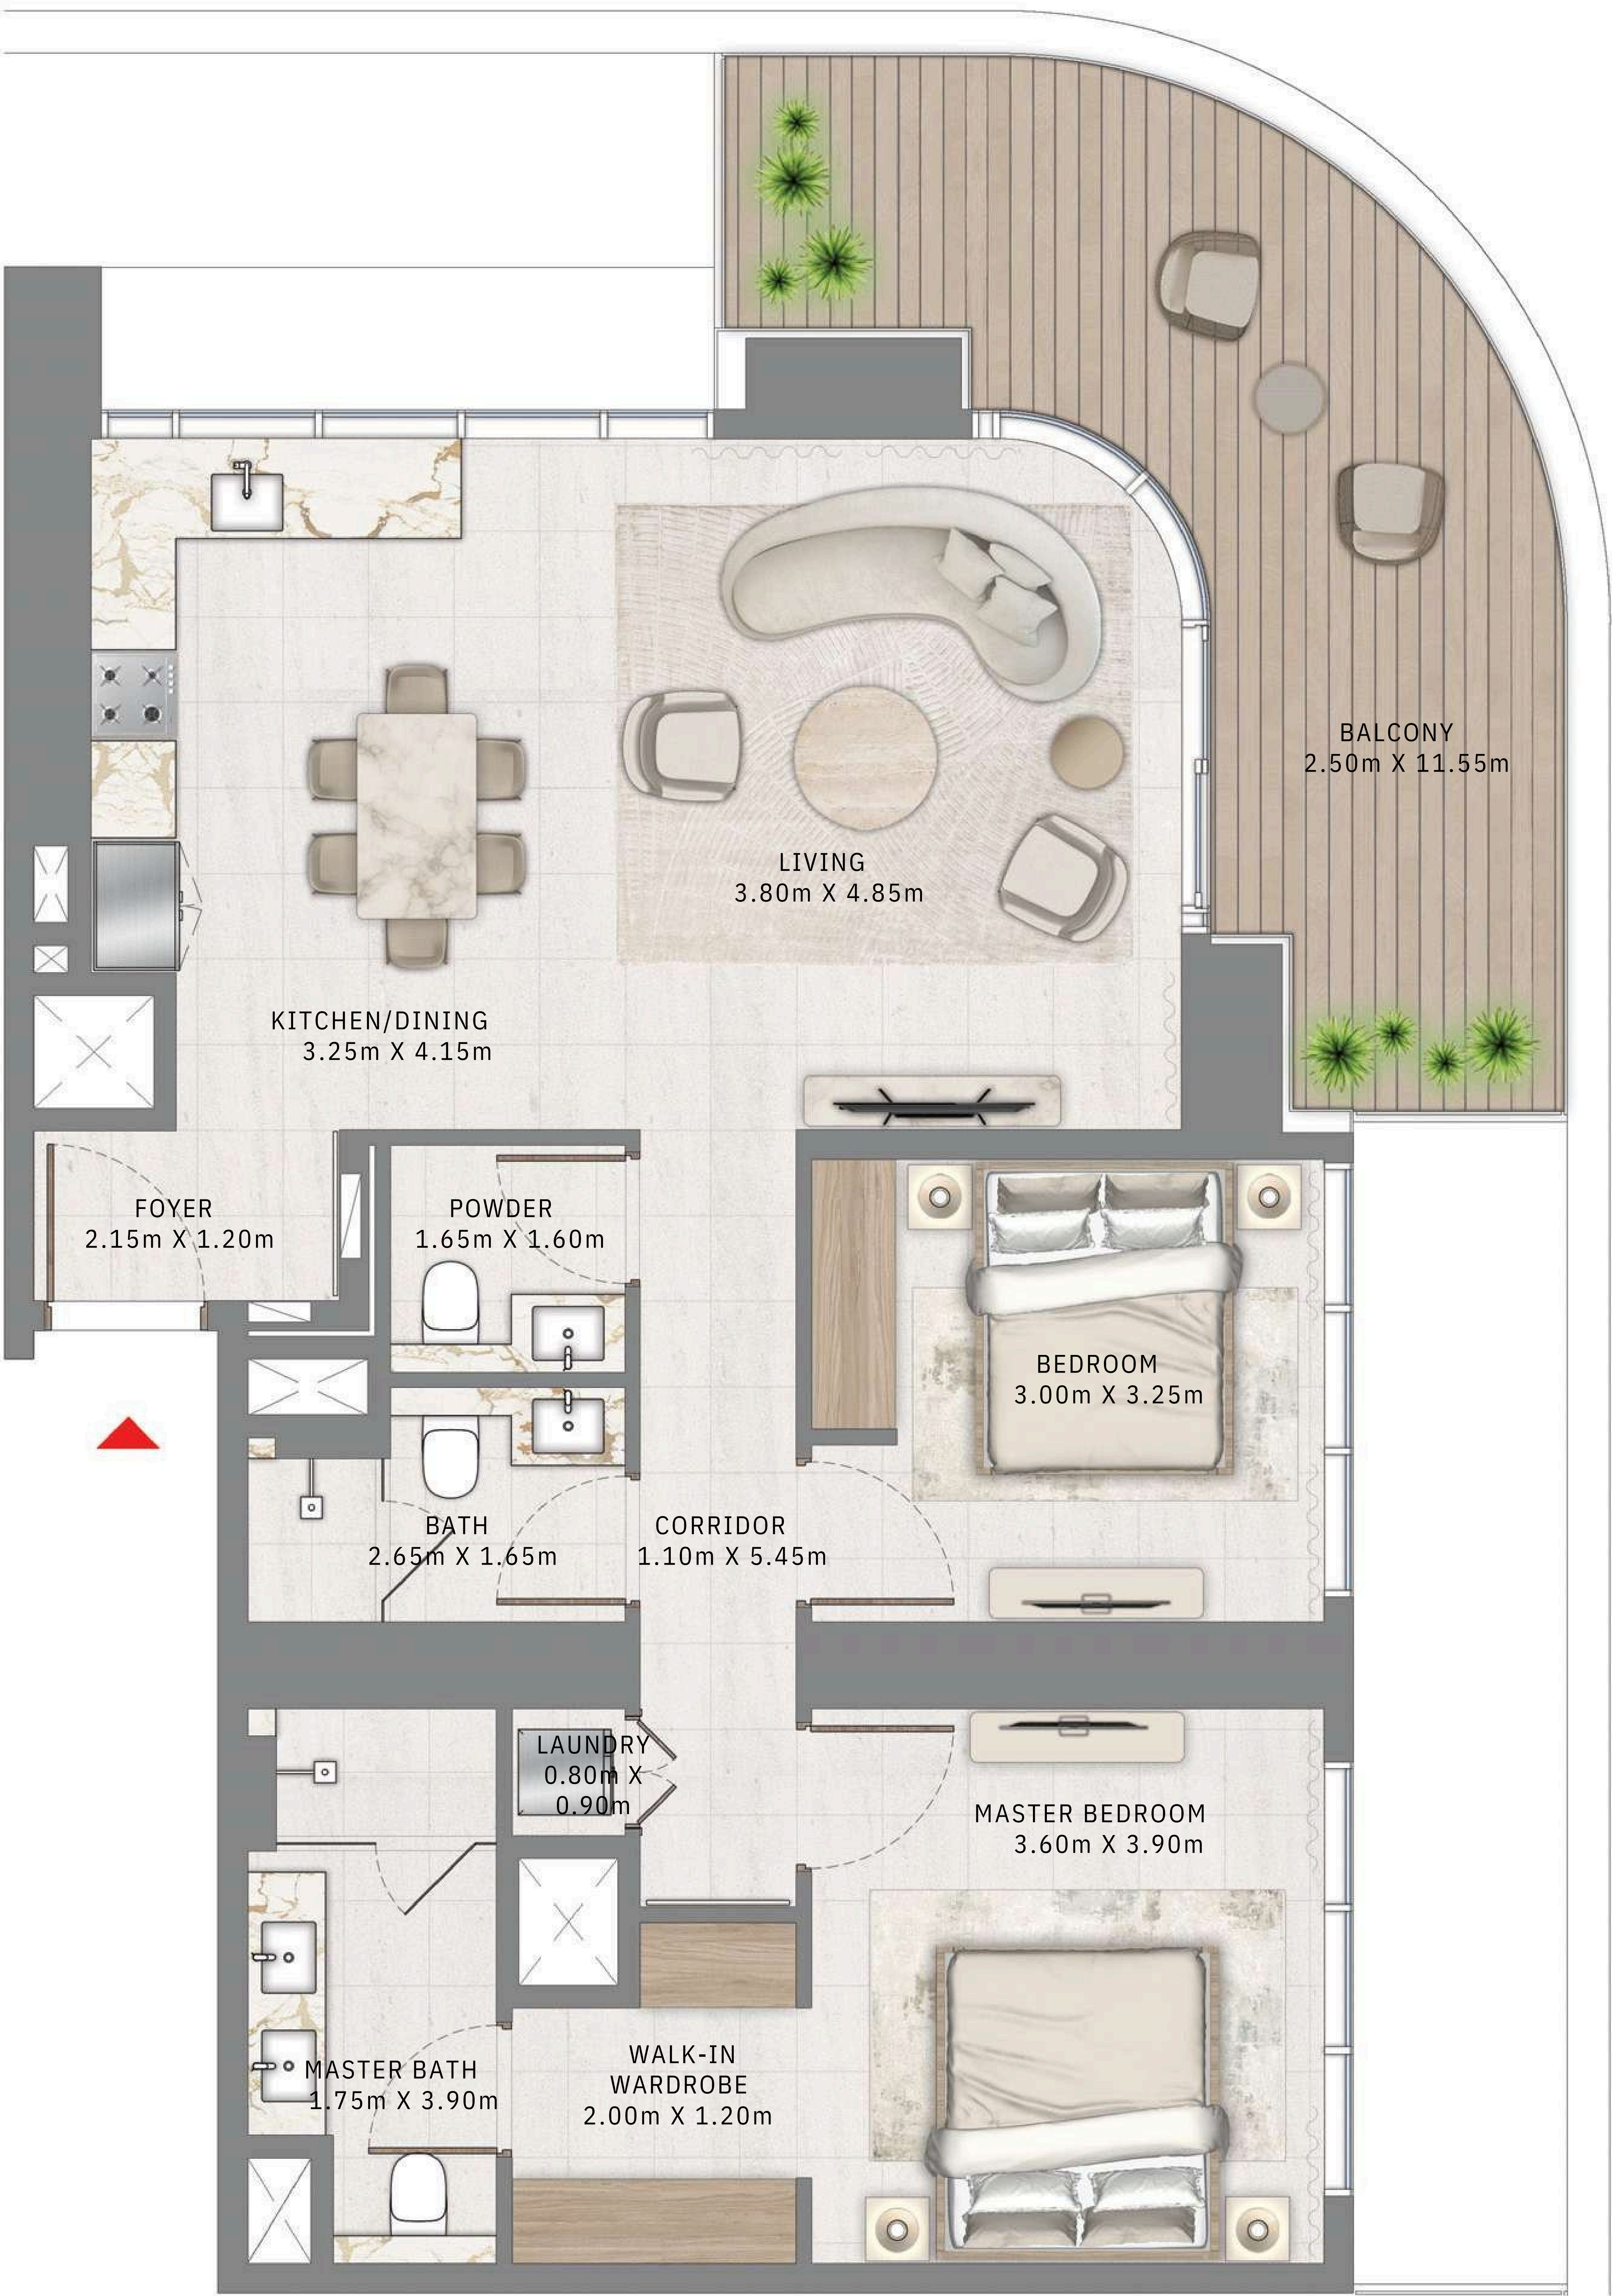 BALCONY
2.50m X 11.55m
LIVING
3.80m X 4.85m
KITCHEN/DINING
3.25m X 4.15m
FOYER
2.15m X 1.20m
POWDER
1.65m X 1.60m
BEDROOM
3.00m X 3.25m
BATH
2.65m X 1.65m
CORRIDOR
1.10m X 5.45m
LAUNDRY
0.80m X
0.90m
MASTER BEDROOM
3.60m X 3.90m
MASTER BATH
1.75m X 3.90m
WALK-IN
WARDROBE
2.00m X 1.20m